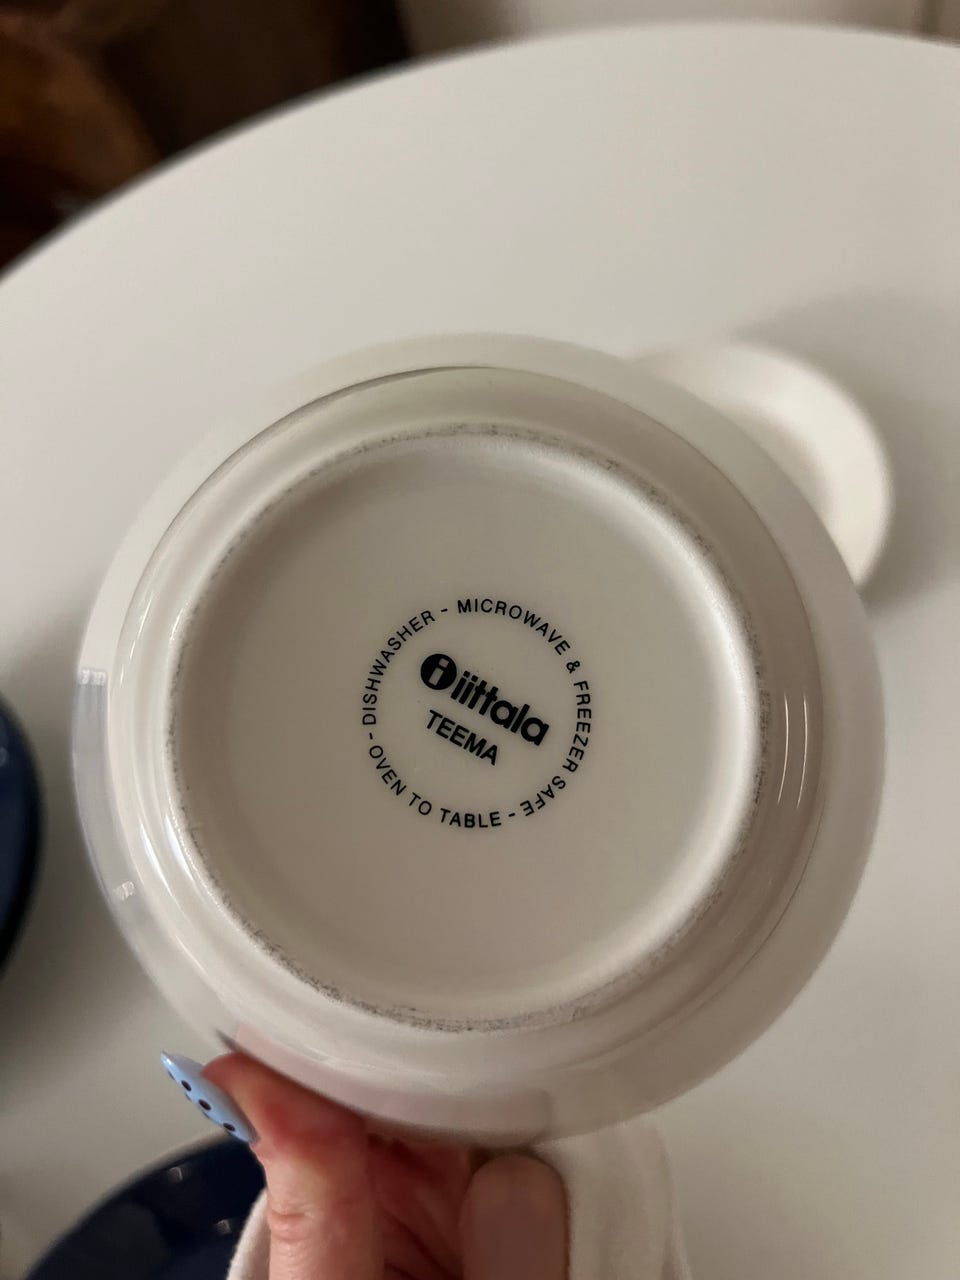 DISHWASHER - MICROWAVE & FREEZER SAFE - OVEN TO TABLE -
i iittala
TEEMA